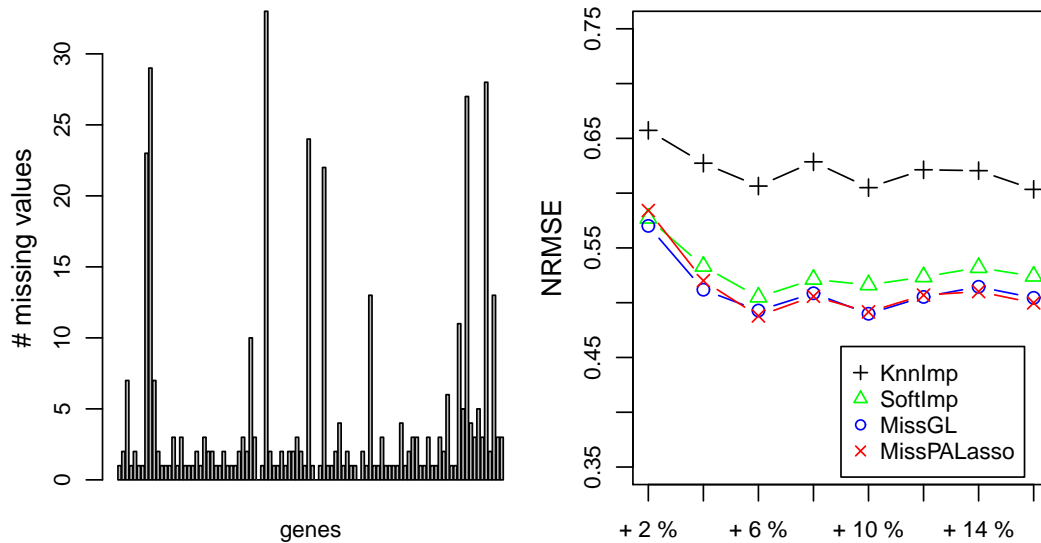 # missing values
30
25
20
15
10
5
0
genes
NRMSE
0.75
0.65
0.55
0.45
0.35
KnnImp
SoftImp
MissGL
MissPALasso
+ 2 % + 6 % + 10 % + 14 %